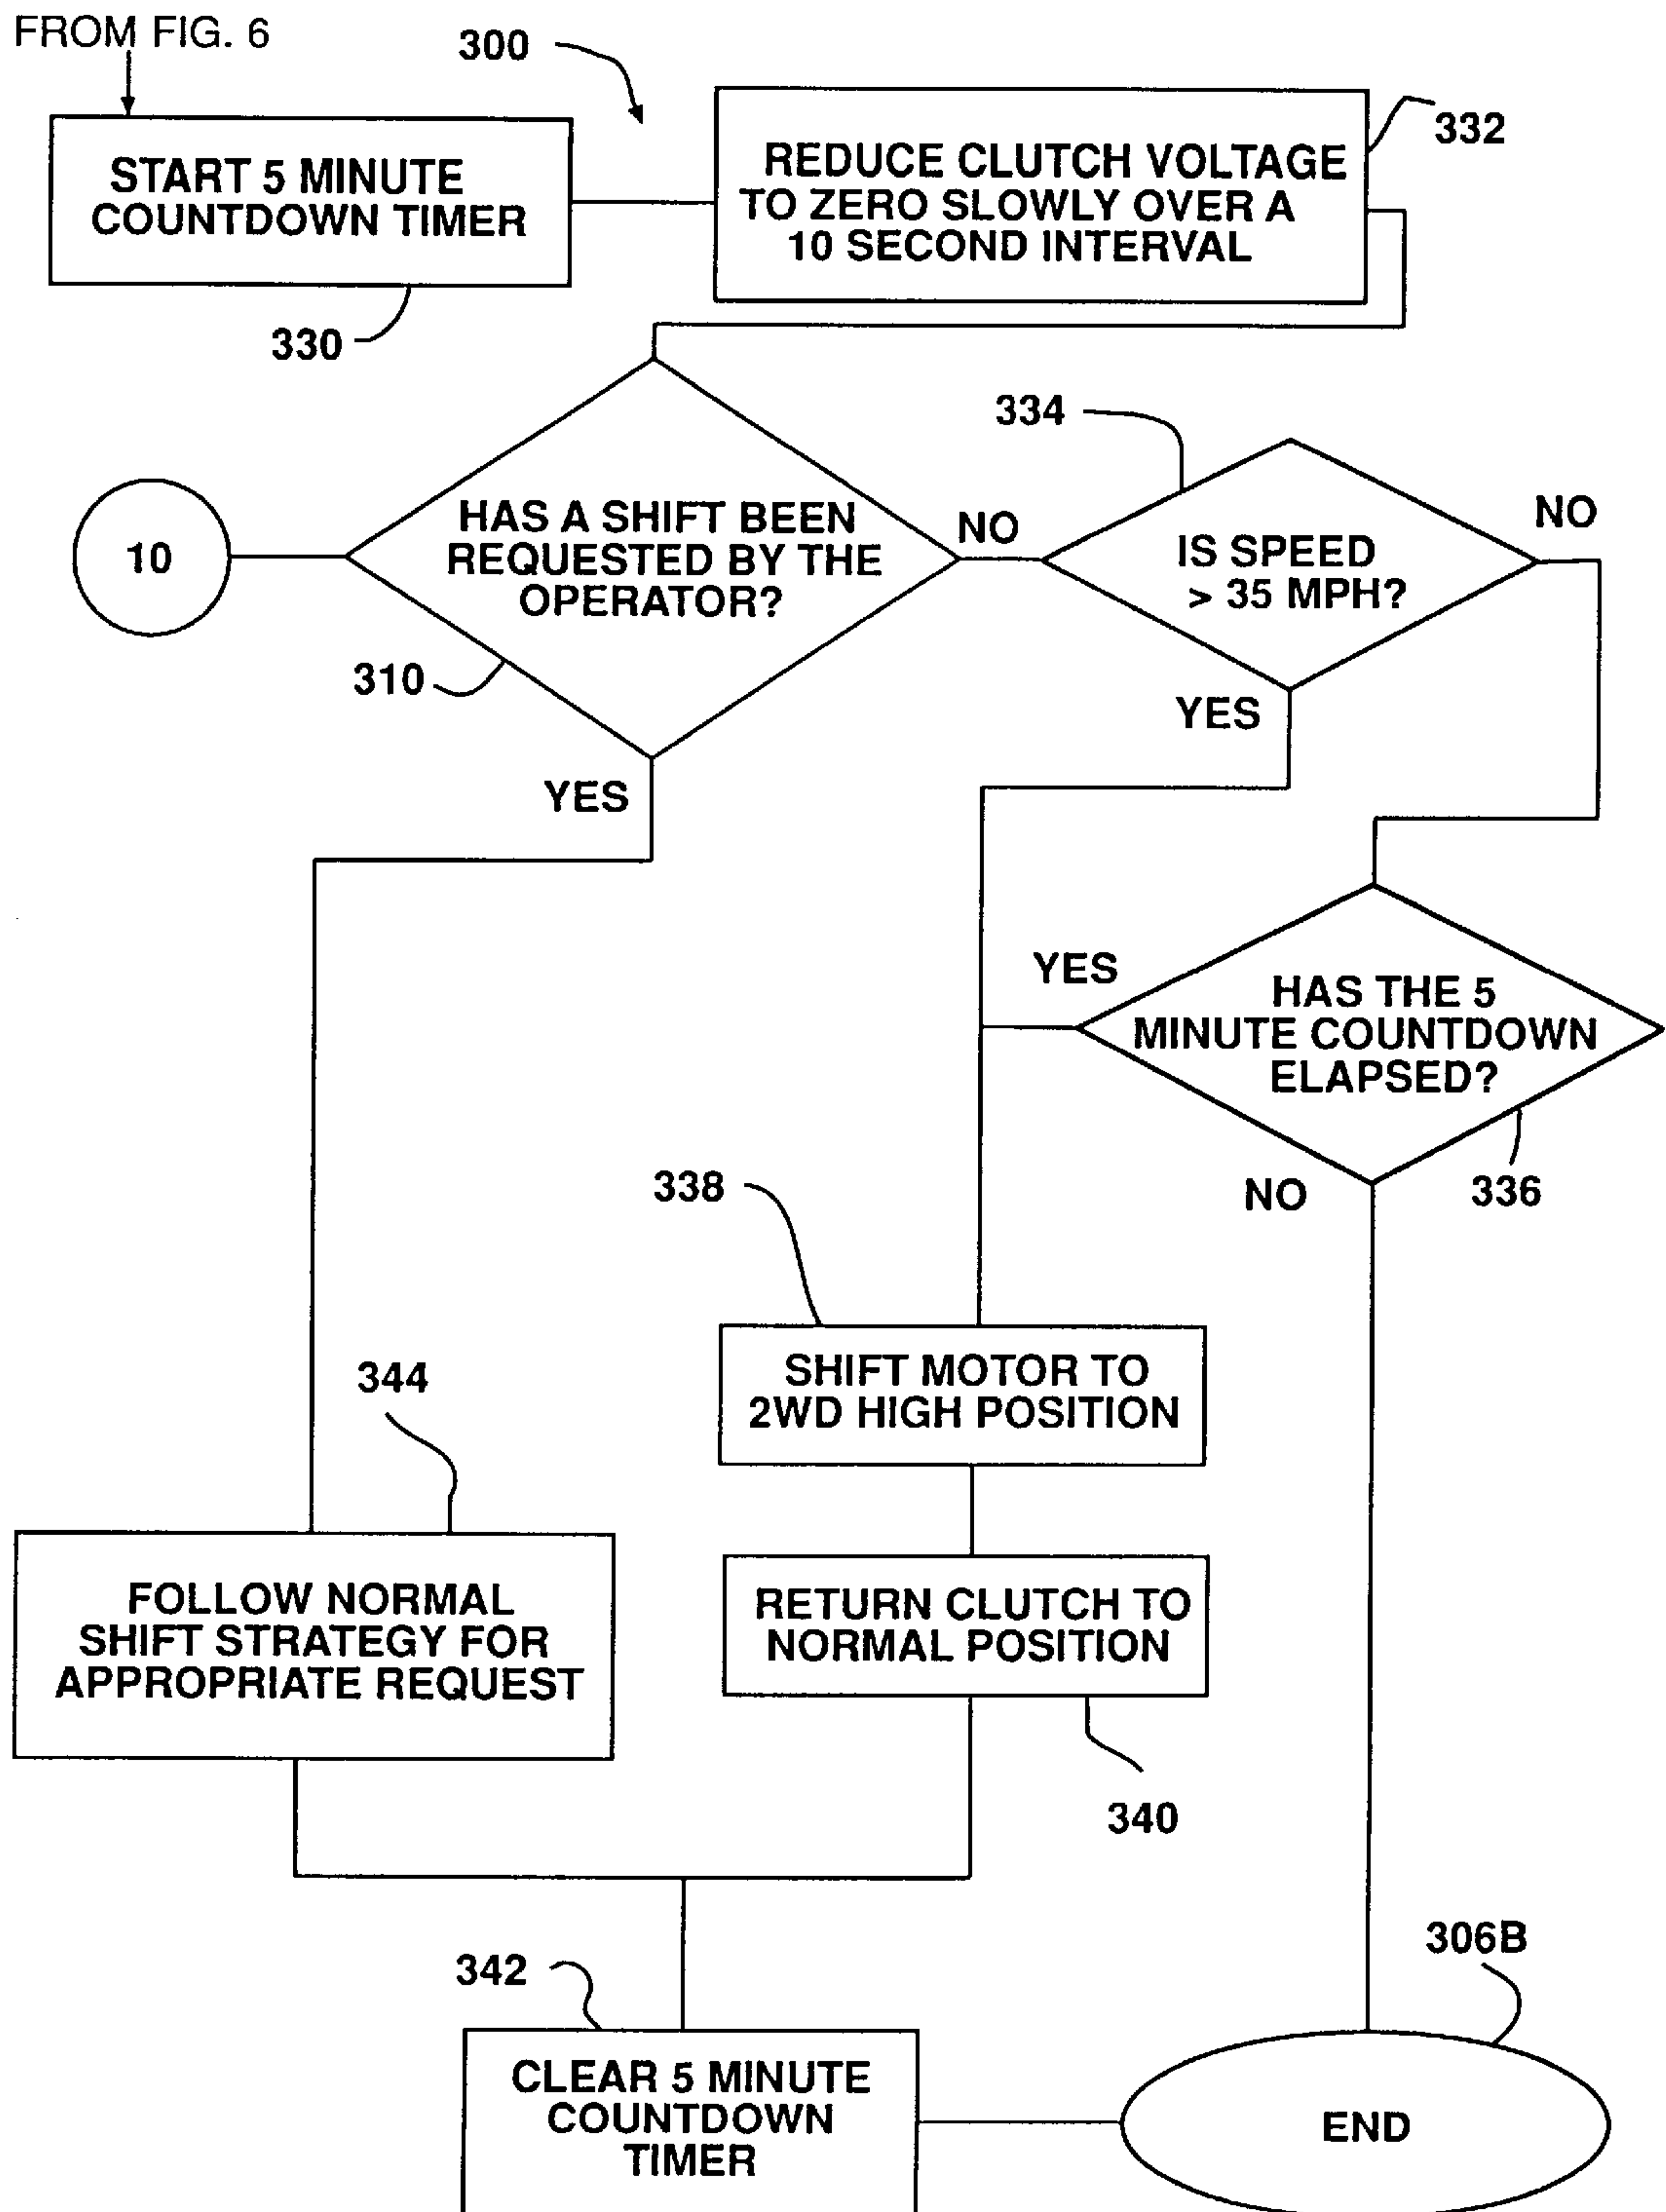 FROM FIG. 6
300
START 5 MINUTE
COUNTDOWN TIMER
330
REDUCE CLUTCH VOLTAGE
TO ZERO SLOWLY OVER A
10 SECOND INTERVAL
332
10
HAS A SHIFT BEEN
REQUESTED BY THE
OPERATOR?
310
NO
YES
334
IS SPEED
> 35 MPH?
NO
YES
HAS THE 5
MINUTE COUNTDOWN
ELAPSED?
YES
NO
336
338
SHIFT MOTOR TO
2WD HIGH POSITION
344
FOLLOW NORMAL
SHIFT STRATEGY FOR
APPROPRIATE REQUEST
RETURN CLUTCH TO
NORMAL POSITION
340
342
CLEAR 5 MINUTE
COUNTDOWN
TIMER
306B
END